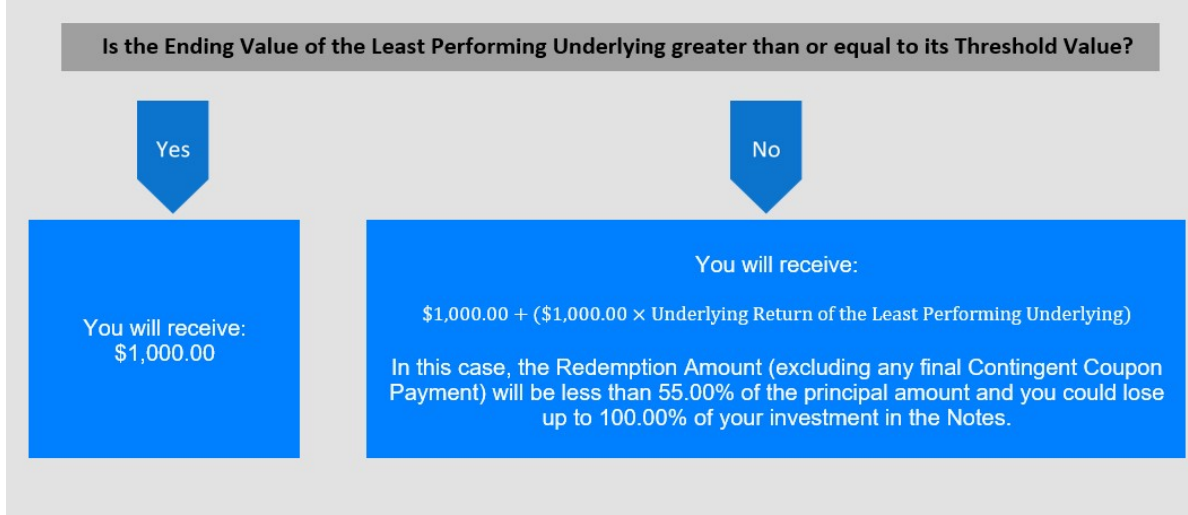 Is the Ending Value of the Least Performing Underlying greater than or equal to its Threshold Value?
Yes
No
You will receive:
$1,000.00
You will receive:
$1,000.00 + ($1,000.00 × Underlying Return of the Least Performing Underlying)
In this case, the Redemption Amount (excluding any final Contingent Coupon
Payment) will be less than 55.00% of the principal amount and you could lose
up to 100.00% of your investment in the Notes.